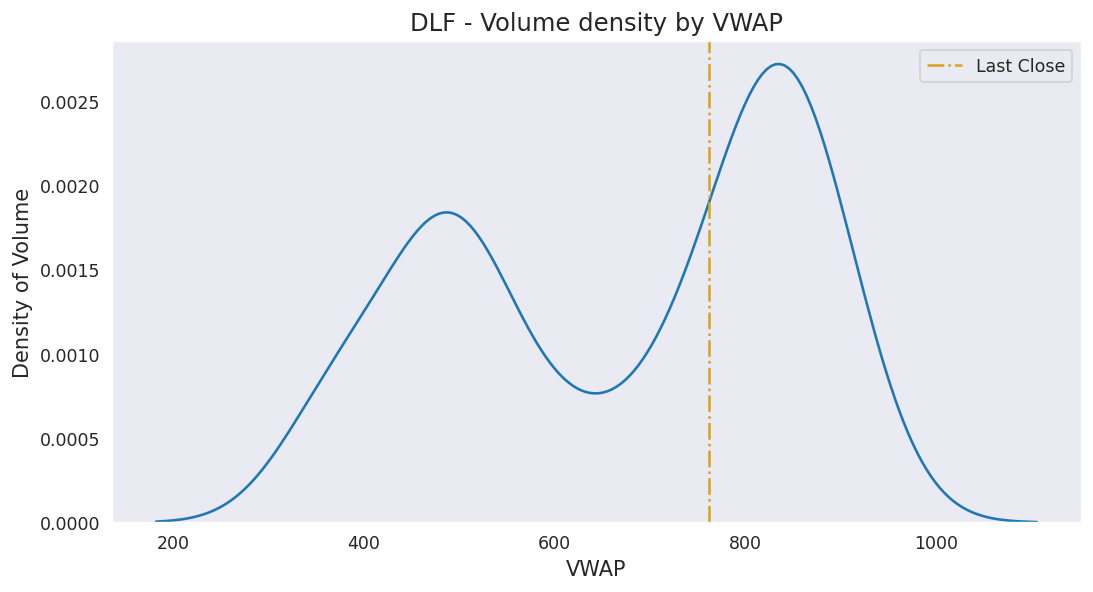 DLF - Volume density by VWAP
Last Close
Density of Volume
0.0025
0.0020
0.0015
0.0010
0.0005
0.0000
200 400 600 800 1000
VWAP